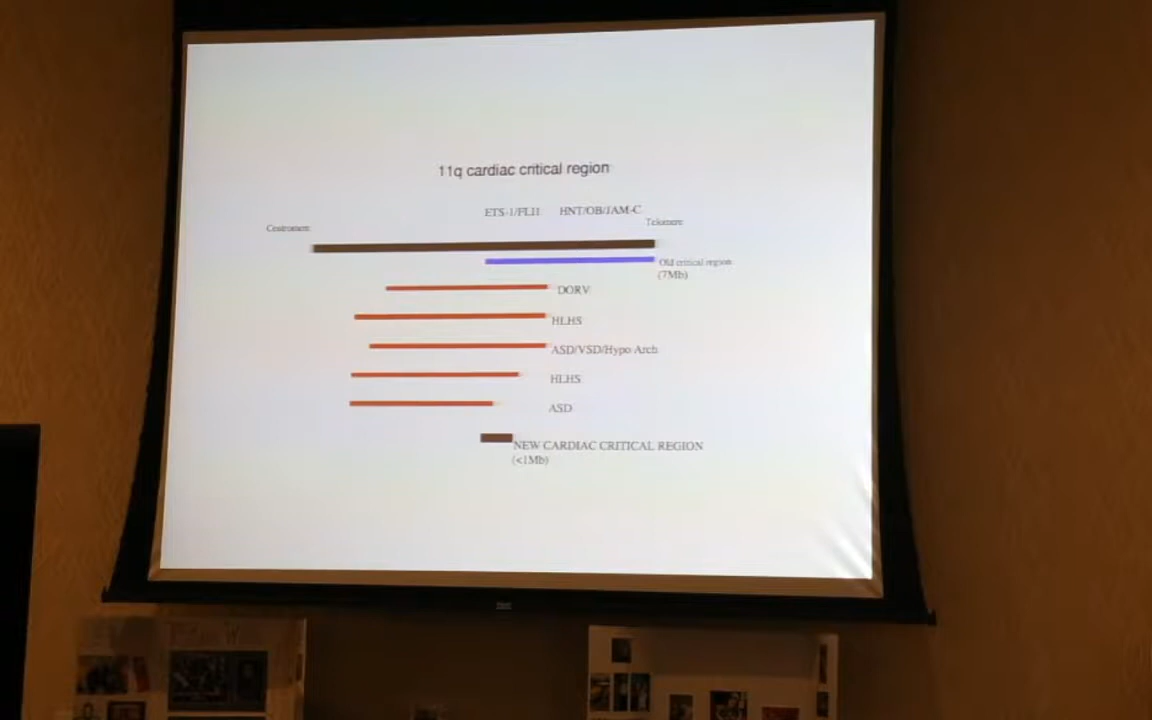 11q cardiac critical region
ETS-1/FLI1 HNT/OB/JAM-C
Centromere
Telomere
Old critical region
(7Mb)
DORV
HLHS
ASD/VSD/Hypo Arch
HLHS
ASD
NEW CARDIAC CRITICAL REGION
(<1Mb)